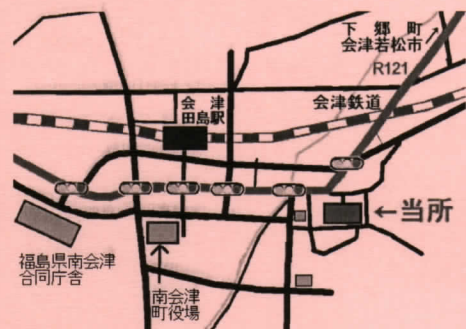 下郷町
会津若松市
R121
会津
田島駅
会津鉄道
←当所
福島県南会津
合同庁舎
南会津
町役場